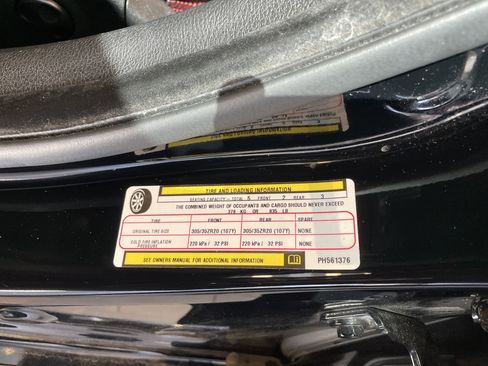 TIRE AND LOADING INFORMATION
SEATING CAPACITY - TOTAL 5 FRONT 2 REAR 3
THE COMBINED WEIGHT OF OCCUPANTS AND CARGO SHOULD NEVER EXCEED
378 KG OR 835 LB
TIRE FRONT REAR SPARE
ORIGINAL TIRE SIZE 305/35ZR20 (107Y) 305/35ZR20 (107Y) NONE
COLD TIRE INFLATION PRESSURE 220 kPa / 32 PSI 220 kPa / 32 PSI NONE
SEE OWNERS MANUAL FOR ADDITIONAL INFORMATION PH561376